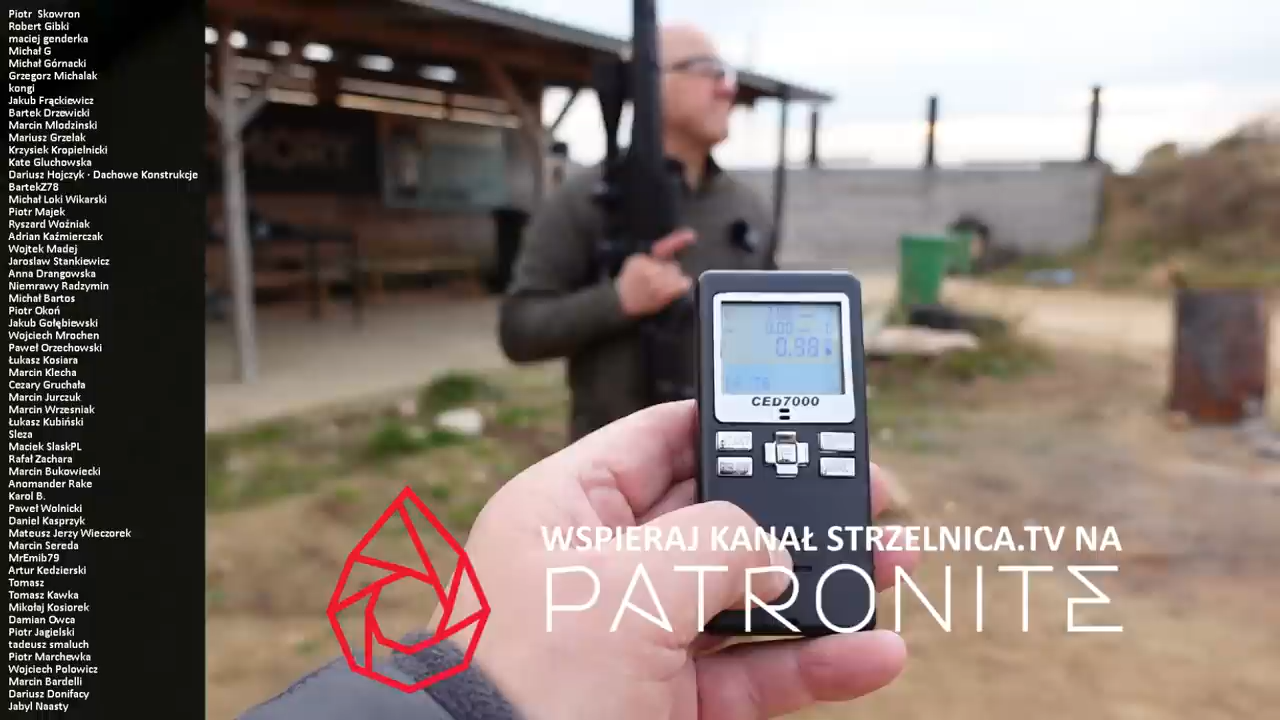 Piotr Skowron
Robert Gibki
maciej genderka
Michał G
Michał Górnacki
Grzegorz Michalak
kongi
Jakub Frąckiewicz
Bartek Drzewicki
Marcin Mlodzinski
Mariusz Grzelak
Krzysiek Kropielnicki
Kate Gluchowska
Dariusz Hojczyk - Dachowe Konstrukcje
BartekZ78
Michał Loki Wikarski
Piotr Majek
Ryszard Woźniak
Adrian Kaźmierczak
Wojtek Madej
Jaroslaw Stankiewicz
Anna Drangowska
Niemrawy Radzymin
Michał Bartos
Piotr Okoń
Jakub Gołębiewski
Wojciech Mrochen
Paweł Orzechowski
Łukasz Kosiara
Marcin Klecha
Cezary Gruchała
Marcin Jurczuk
Marcin Wrzesniak
Łukasz Kubiński
Sleza
Maciek SlaskPL
Rafał Zachara
Marcin Bukowiecki
Anomander Rake
Karol B.
Paweł Wolnicki
Daniel Kasprzyk
Mateusz Jerzy Wieczorek
Marcin Sereda
MrEmib79
Artur Kedzierski
Tomasz
Tomasz Kawka
Mikołaj Kosiorek
Damian Owca
Piotr Jagielski
tadeusz smaluch
Piotr Marchewka
Wojciech Polowicz
Marcin Bardelli
Dariusz Donifacy
Jabyl Naasty
0.00
0.98
CED7000
WSPIERAJ KANAŁ STRZELNICA.TV NA
PATRONITE